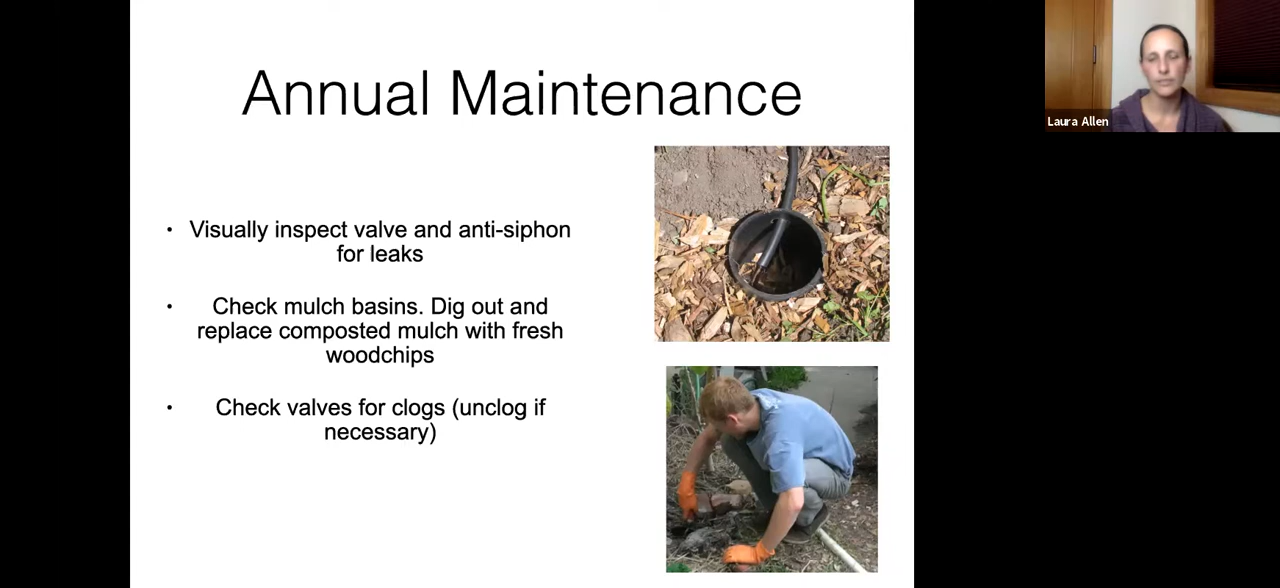 Annual Maintenance
Laura Allen
• Visually inspect valve and anti-siphon
for leaks
• Check mulch basins. Dig out and
replace composted mulch with fresh
woodchips
• Check valves for clogs (unclog if
necessary)